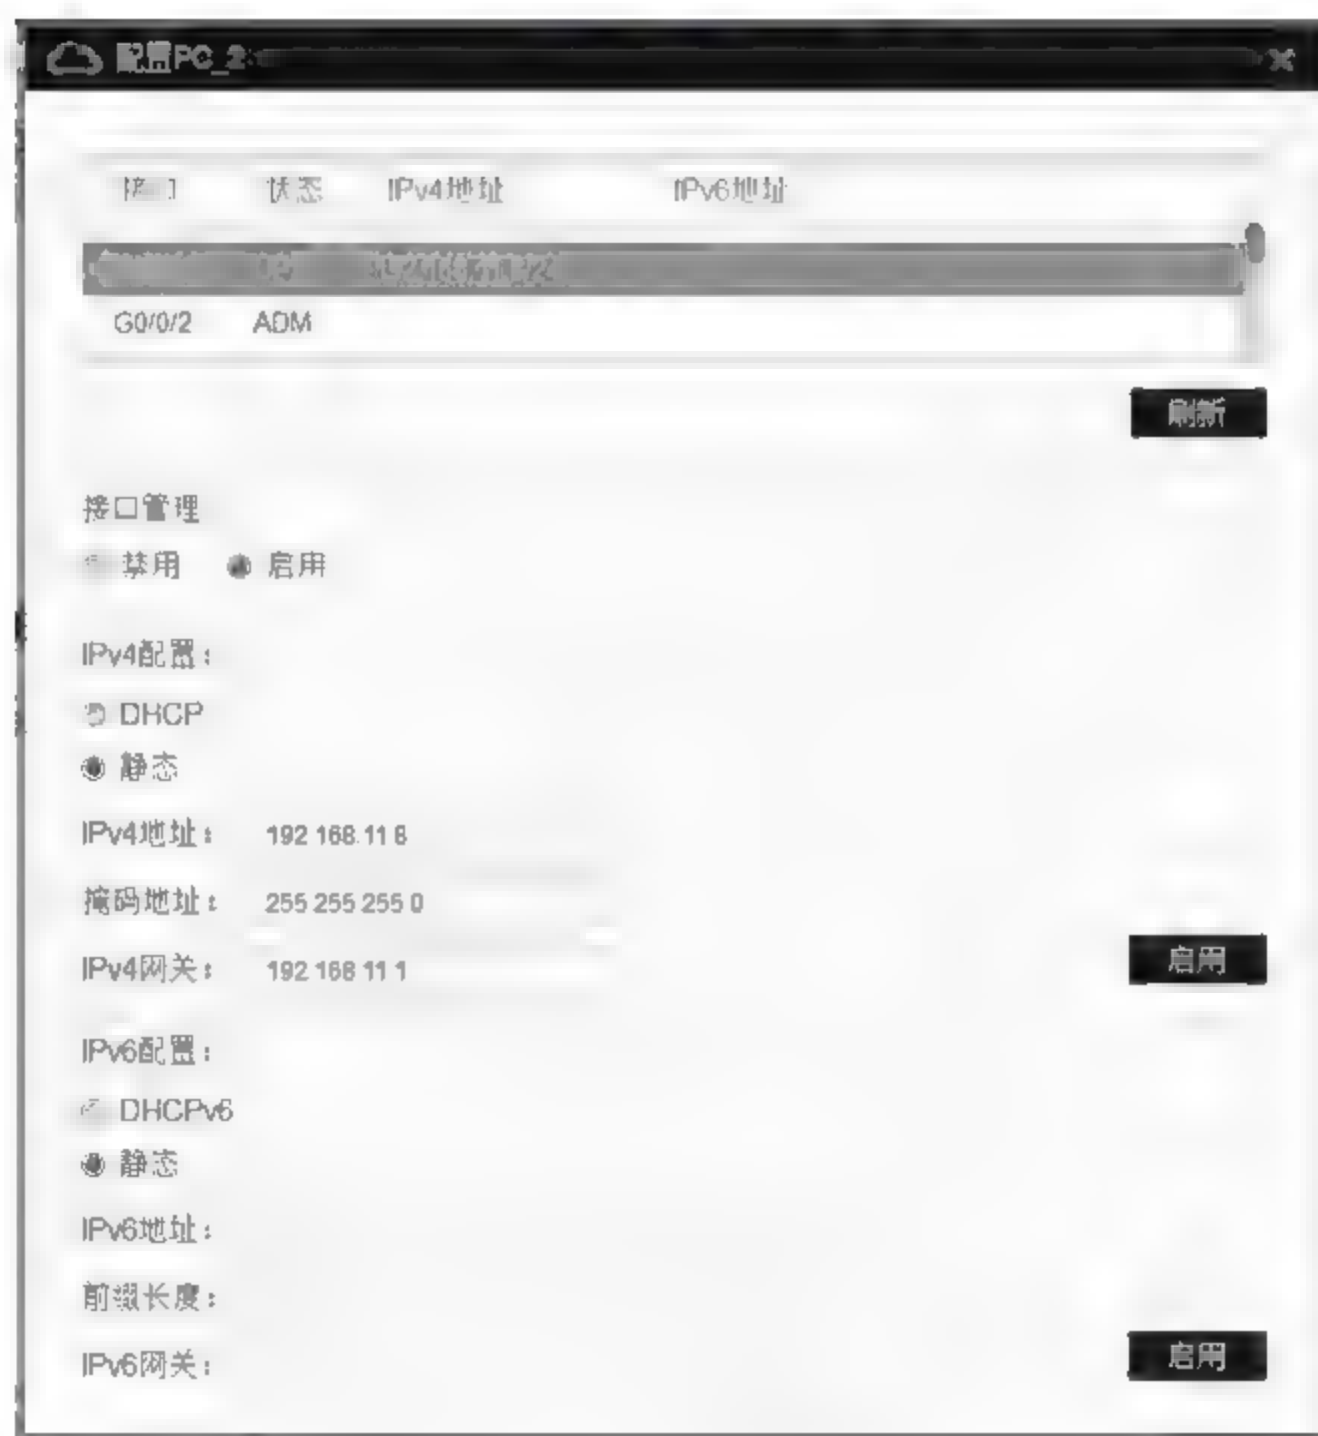 配置PC_2
接口 状态 IPv4地址 IPv6地址
G0/0/2 ADM
刷新
接口管理
禁用 启用
IPv4配置：
DHCP
静态
IPv4地址： 192 168.11 8
掩码地址： 255 255 255 0
IPv4网关： 192 168 11 1
启用
IPv6配置：
DHCPv6
静态
IPv6地址：
前缀长度：
IPv6网关：
启用